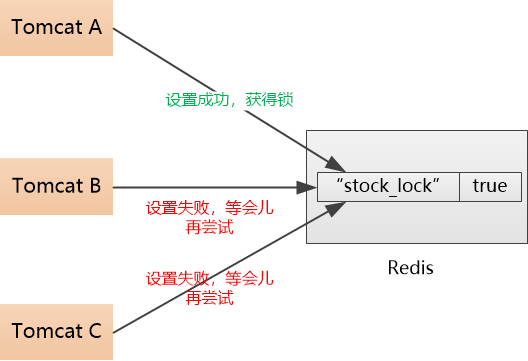 Tomcat A
设置成功，获得锁
Tomcat B
“stock_lock”
true
设置失败，等会儿
再尝试
Redis
设置失败，等会儿
再尝试
Tomcat C